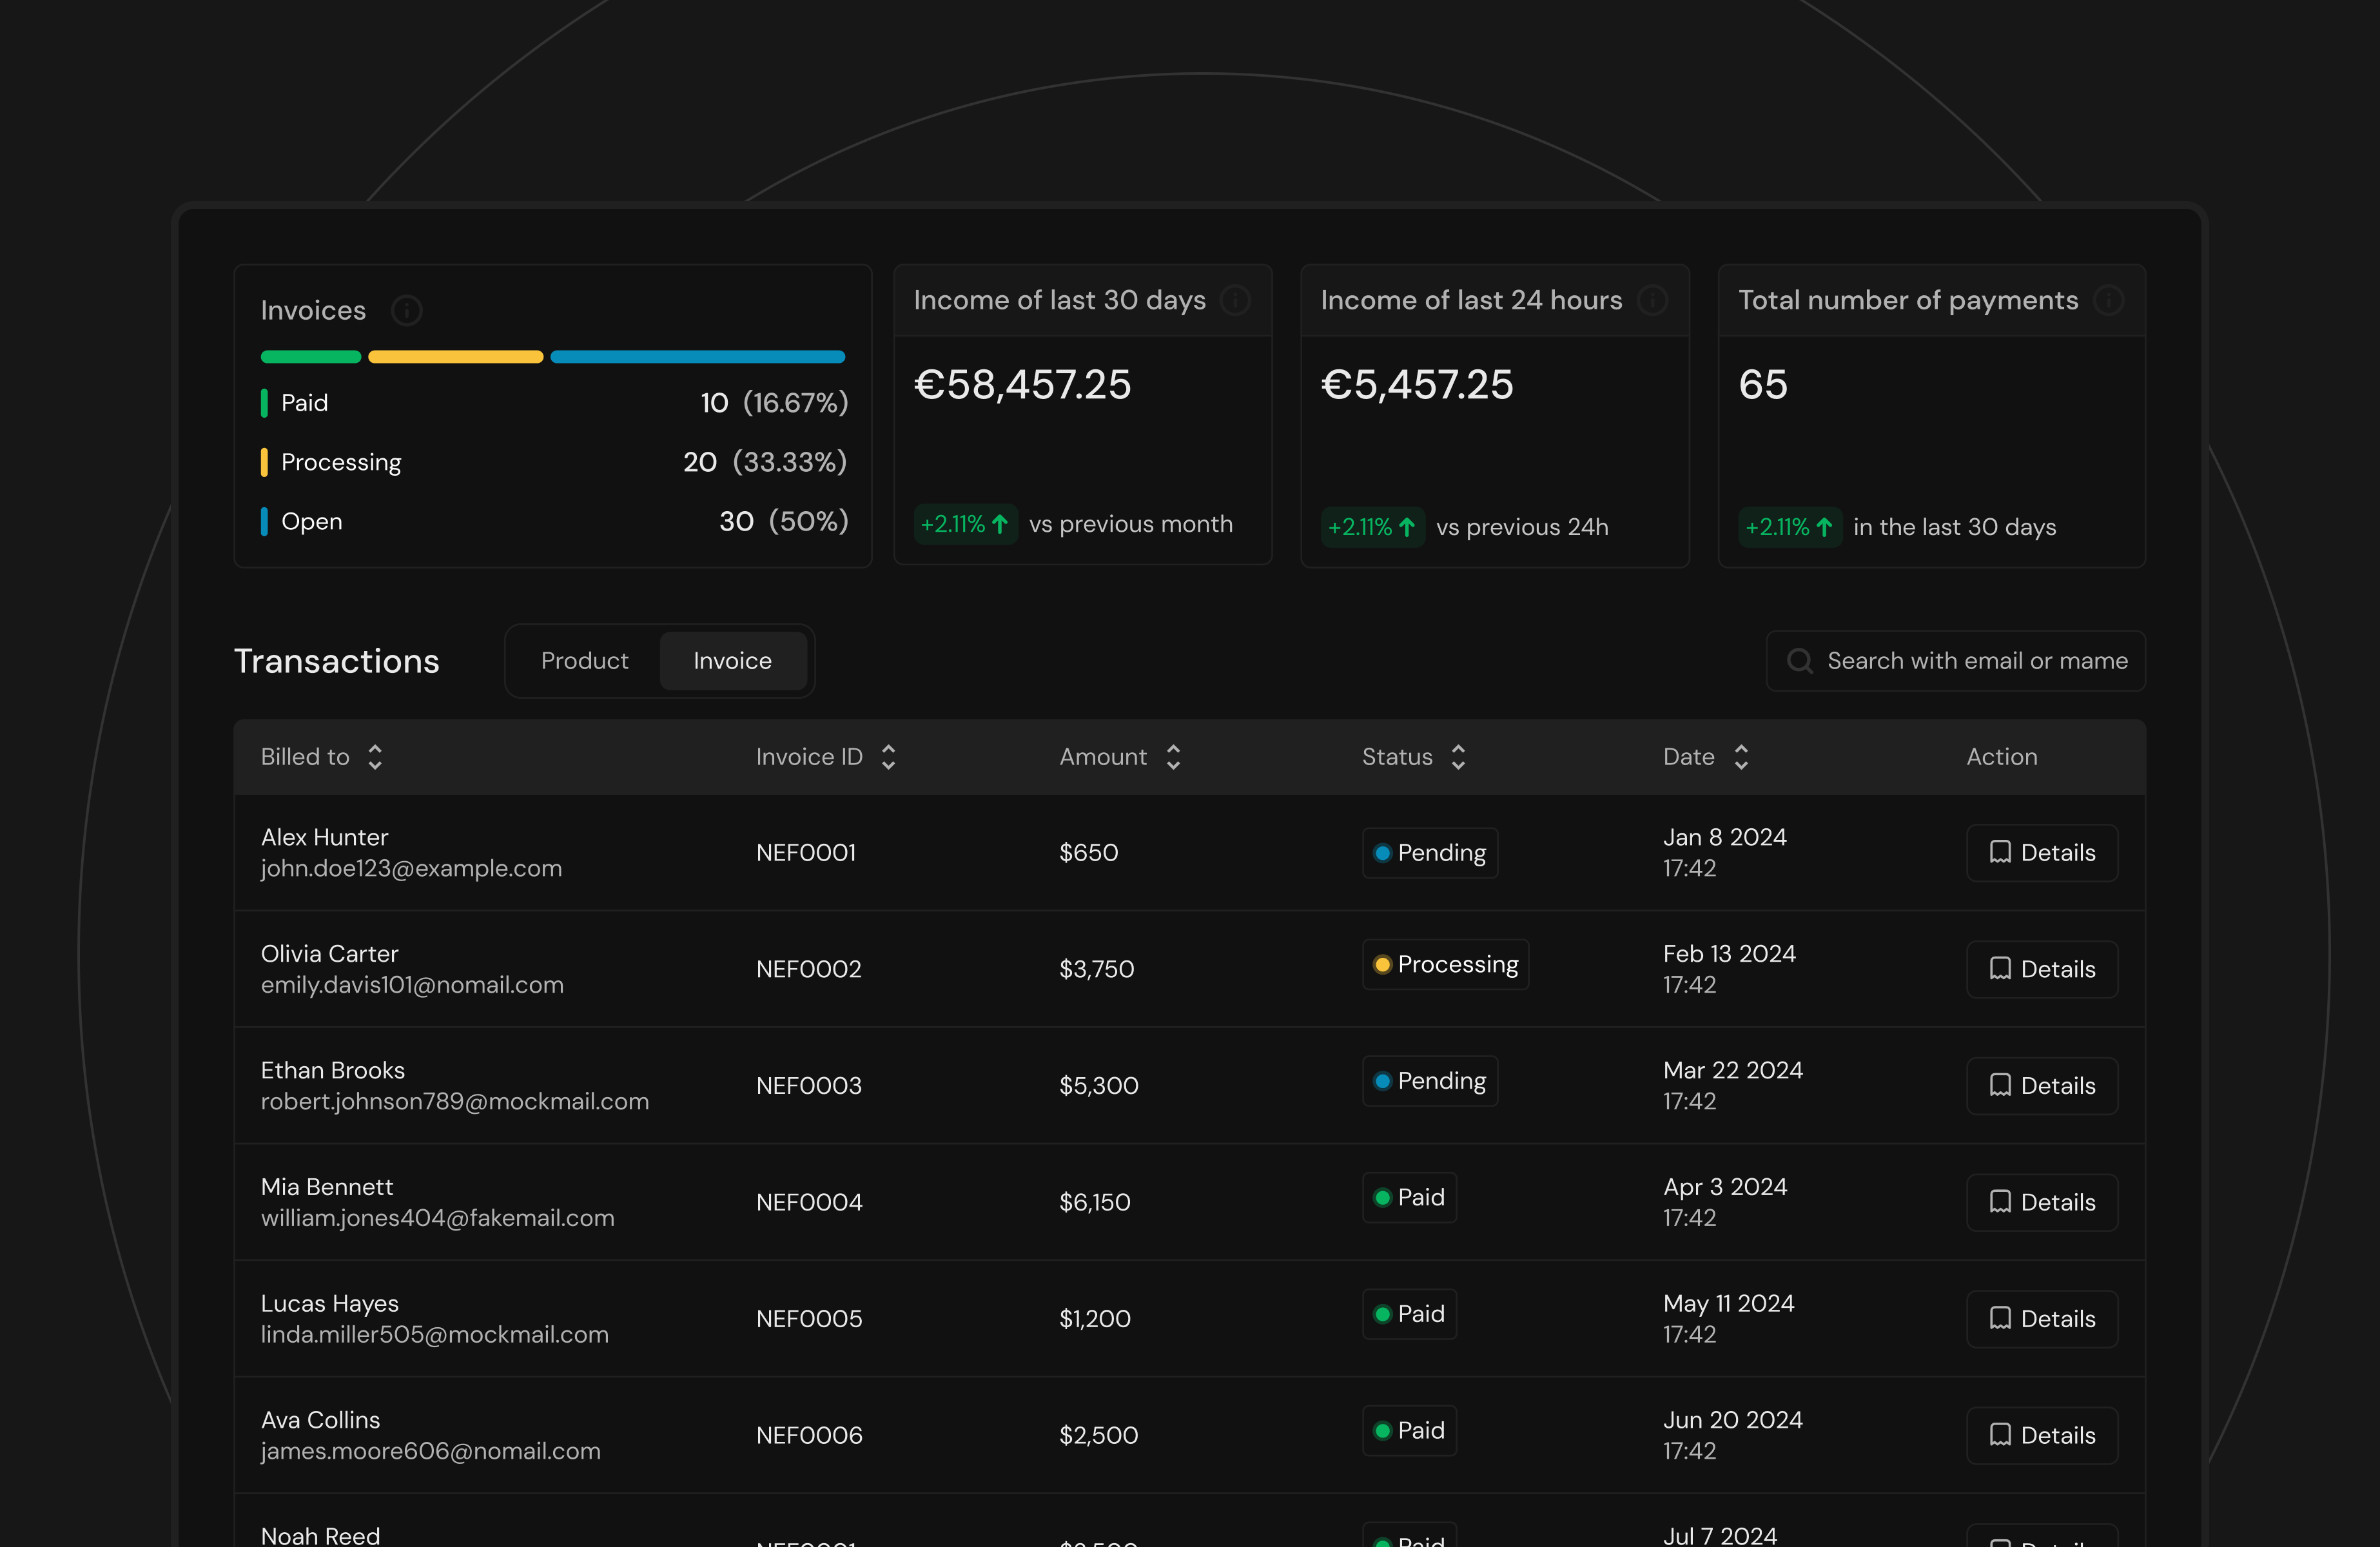 Invoices
Paid 10 (16.67%)
Processing 20 (33.33%)
Open 30 (50%)
Income of last 30 days
€58,457.25
+2.11% vs previous month
Income of last 24 hours
€5,457.25
+2.11% vs previous 24h
Total number of payments
65
+2.11% in the last 30 days
Transactions
Product
Invoice
Search with email or mame
Billed to Invoice ID Amount Status Date Action
Alex Hunter
john.doe123@example.com
NEF0001 $650 Pending
Jan 8 2024
17:42
Details
Olivia Carter
emily.davis101@nomail.com
NEF0002 $3,750 Processing
Feb 13 2024
17:42
Details
Ethan Brooks
robert.johnson789@mockmail.com
NEF0003 $5,300 Pending
Mar 22 2024
17:42
Details
Mia Bennett
william.jones404@fakemail.com
NEF0004 $6,150 Paid
Apr 3 2024
17:42
Details
Lucas Hayes
linda.miller505@mockmail.com
NEF0005 $1,200 Paid
May 11 2024
17:42
Details
Ava Collins
james.moore606@nomail.com
NEF0006 $2,500 Paid
Jun 20 2024
17:42
Details
Noah Reed
Paid
Jul 7 2024